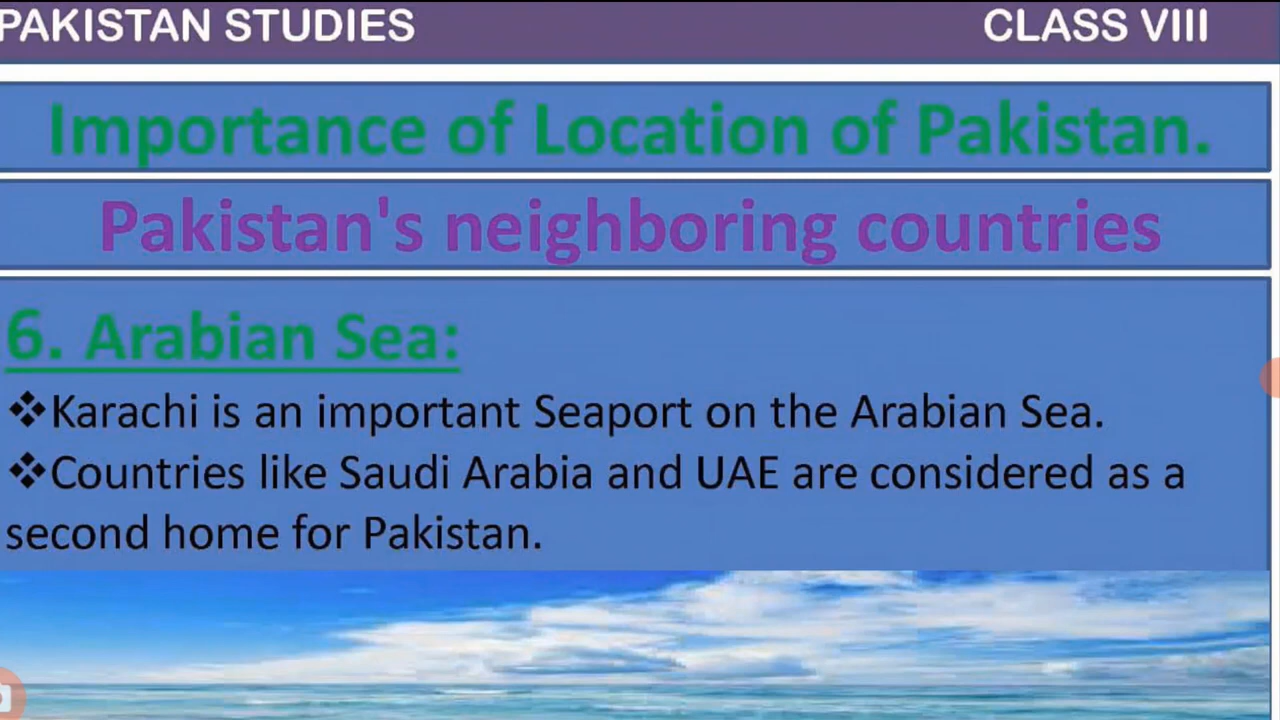 PAKISTAN STUDIES CLASS VIII
Importance of Location of Pakistan.
Pakistan's neighboring countries
6. Arabian Sea:
❖Karachi is an important Seaport on the Arabian Sea.
❖Countries like Saudi Arabia and UAE are considered as a
second home for Pakistan.